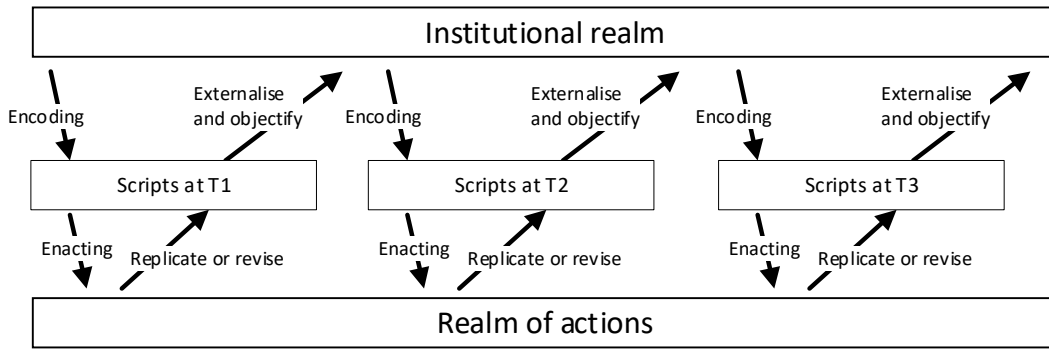 Institutional realm
Externalise
and objectify
Externalise
and objectify
Externalise
and objectify
Encoding
Encoding
Encoding
Scripts at T1
Scripts at T2
Scripts at T3
Enacting
Replicate or revise
Enacting
Replicate or revise
Enacting
Replicate or revise
Realm of actions